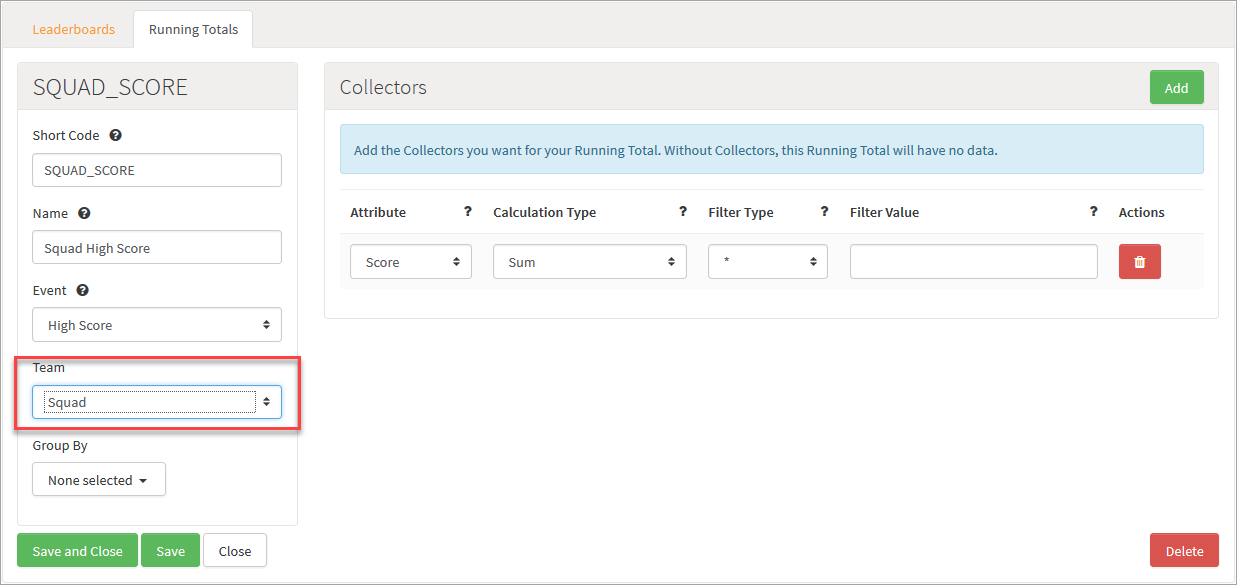 Leaderboards
Running Totals
SQUAD_SCORE
Short Code ?
SQUAD_SCORE
Name ?
Squad High Score
Event ?
High Score
Team
Squad
Group By
None selected
Save and Close
Save
Close
Collectors
Add
Add the Collectors you want for your Running Total. Without Collectors, this Running Total will have no data.
Attribute ? Calculation Type ? Filter Type ? Filter Value ? Actions
Score Sum *
Delete